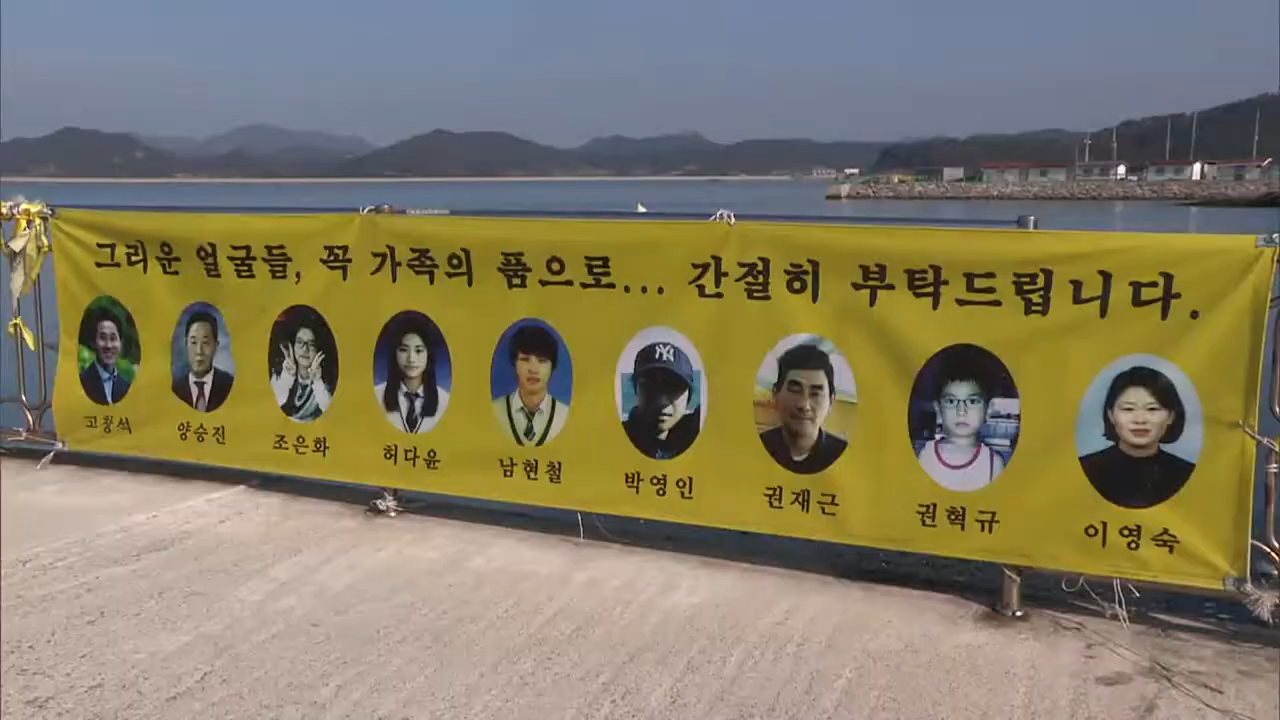 그리운 얼굴들, 꼭 가족의 품으로... 간절히 부탁드립니다.
고창석 양승진 조은화 허다윤 남현철 박영인 권재근 권혁규 이영숙
NY